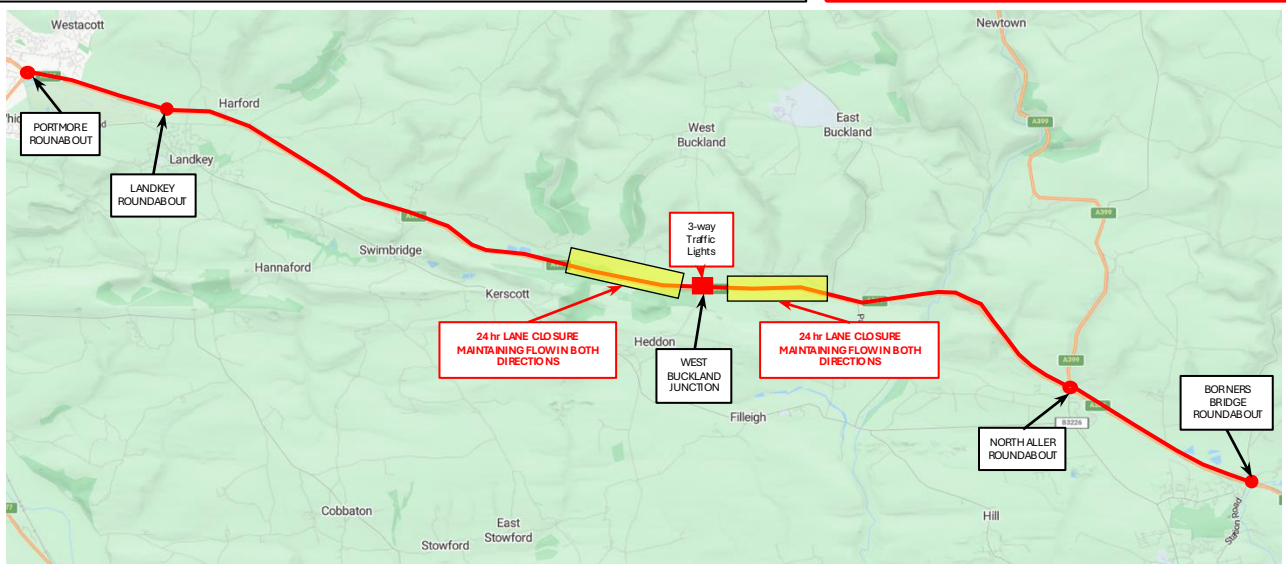 Westacott
Newtown
PORTMORE
ROUNABOUT
Harford
Landkey
LANDKEY
ROUNDABOUT
West
Buckland
East
Buckland
A399
A399
3-way
Traffic
Lights
Swimbridge
Hannaford
Kerscott
24 hr LANE CLOSURE
MAINTAINING FLOW IN BOTH
DIRECTIONS
Heddon
WEST
BUCKLAND
JUNCTION
24 hr LANE CLOSURE
MAINTAINING FLOW IN BOTH
DIRECTIONS
A399
BORNERS
BRIDGE
ROUNDABOUT
Filleigh
B3226
NORTH ALLER
ROUNDABOUT
Cobbaton
East
Stowford
Stowford
Hill
Station Road